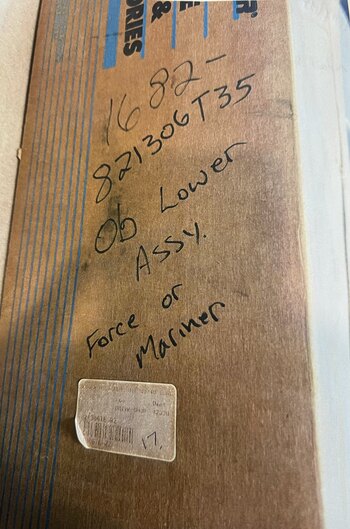 &
ORIES
1682-
821306T35
Ob Lower
Assy.
Force or
Mariner
17,